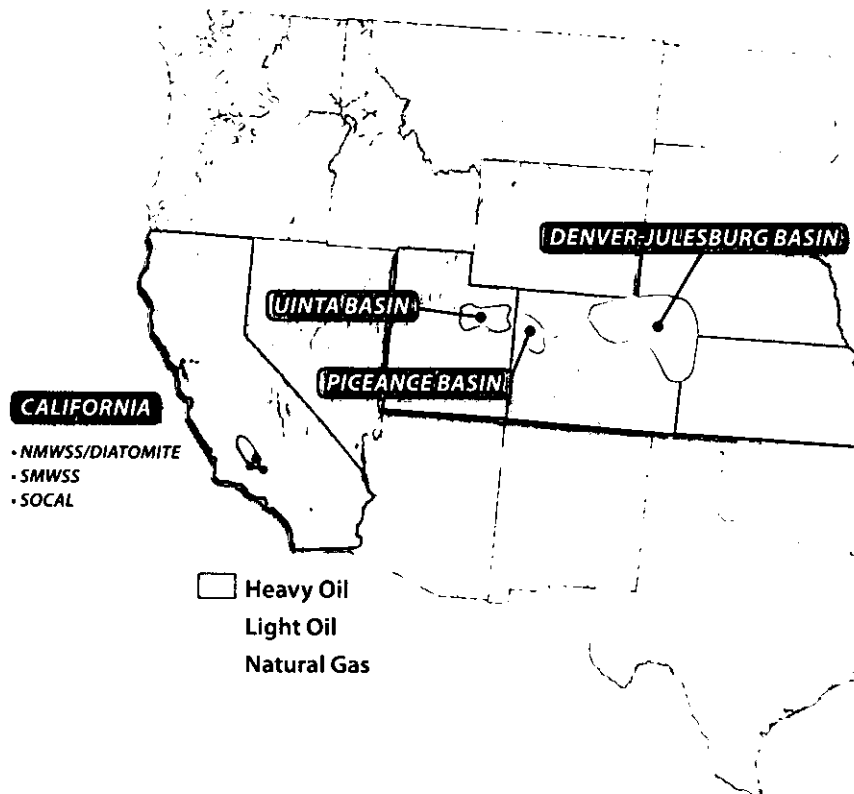 DENVER-JULESBURG BASIN
UINTA BASIN
PICEANCE BASIN
CALIFORNIA
• NMWSS/DIATOMITE
• SMWSS
• SOCAL
Heavy Oil
Light Oil
Natural Gas